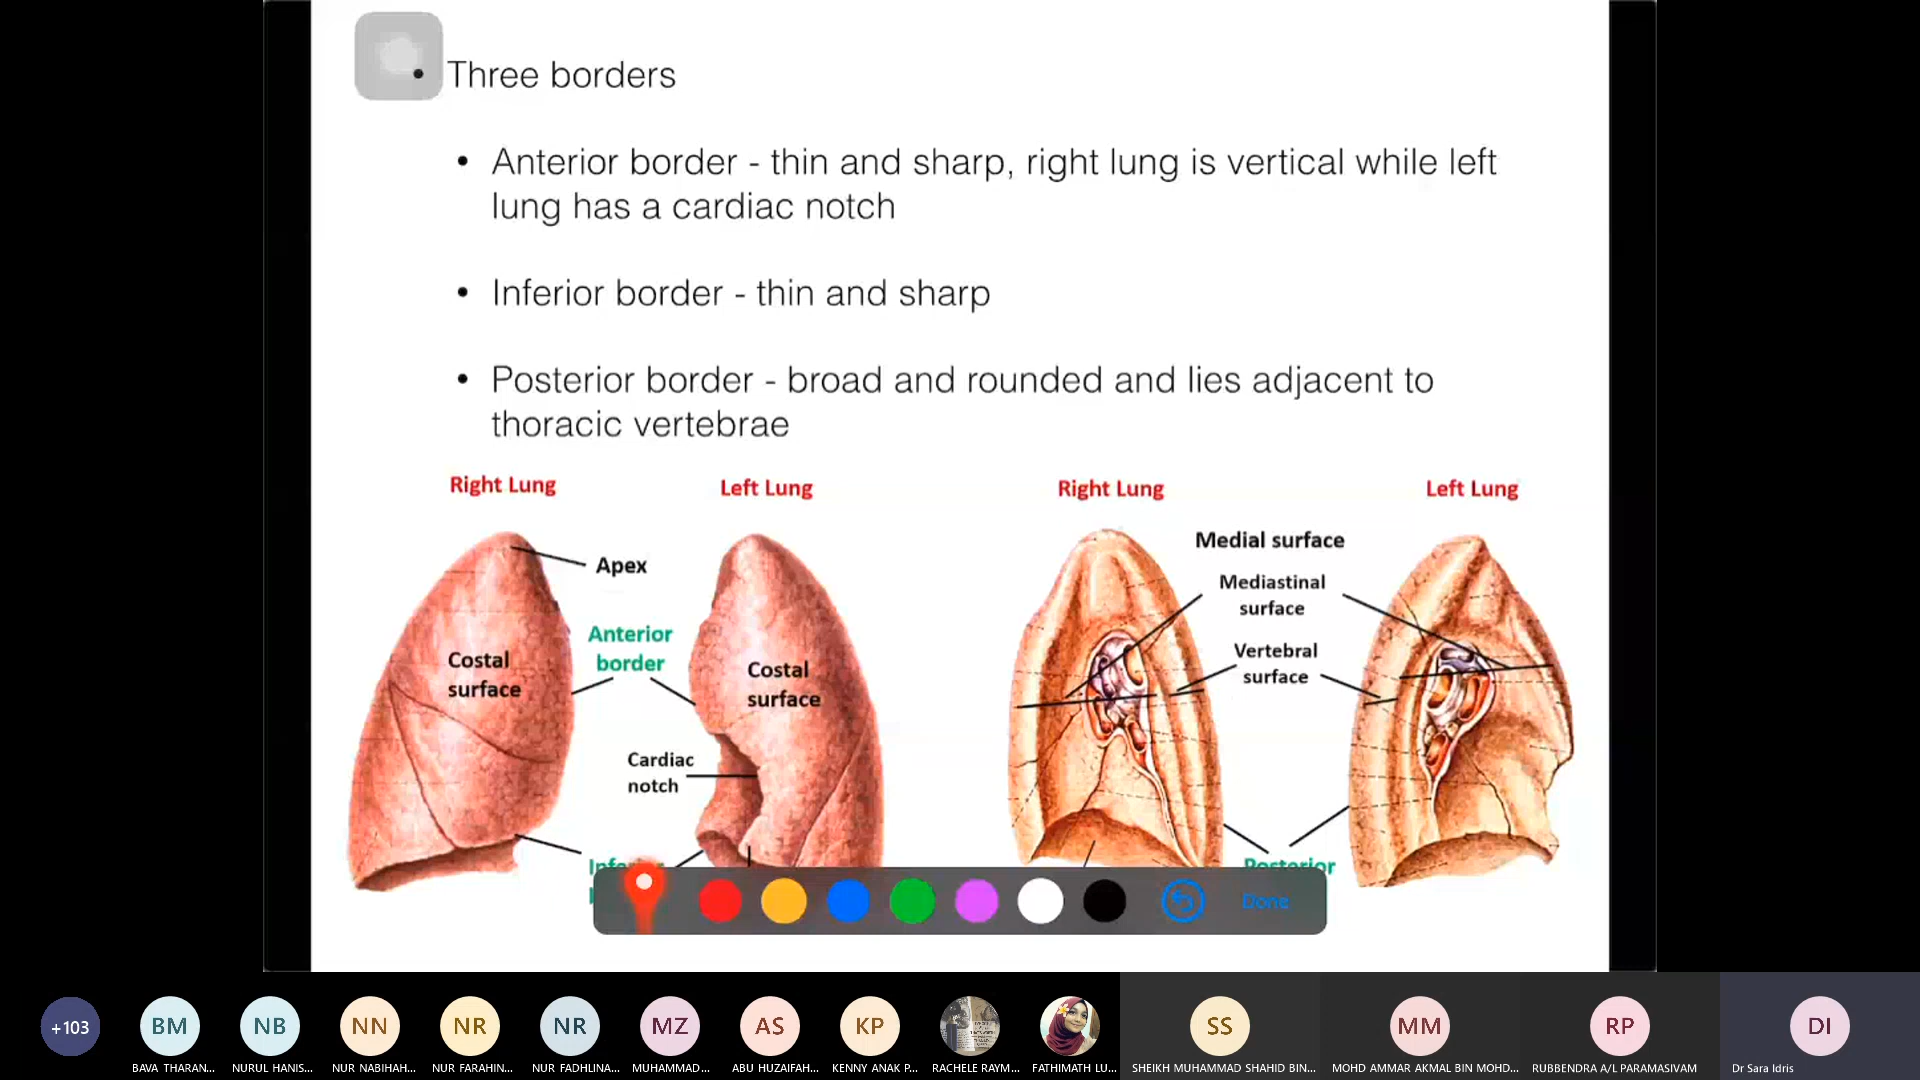 • Three borders
• Anterior border - thin and sharp, right lung is vertical while left
lung has a cardiac notch
• Inferior border - thin and sharp
• Posterior border - broad and rounded and lies adjacent to
thoracic vertebrae
Right Lung
Left Lung
Right Lung
Left Lung
Apex
Anterior
border
Costal
surface
Costal
surface
Cardiac
notch
Medial surface
Mediastinal
surface
Vertebral
surface
Posterior
Done
+103
BM
NB
NN
NR
NR
MZ
AS
KP
SS
MM
RP
DI
BAVA THARAN...
NURUL HANIS...
NUR NABIHAH...
NUR FARAHIN...
NUR FADHLINA...
MUHAMMAD...
ABU HUZAIFAH...
KENNY ANAK P...
RACHELE RAYM...
FATHIMATH LU...
SHEIKH MUHAMMAD SHAHID BIN...
MOHD AMMAR AKMAL BIN MOHD...
RUBBENDRA A/L PARAMASIVAM
Dr Sara Idris